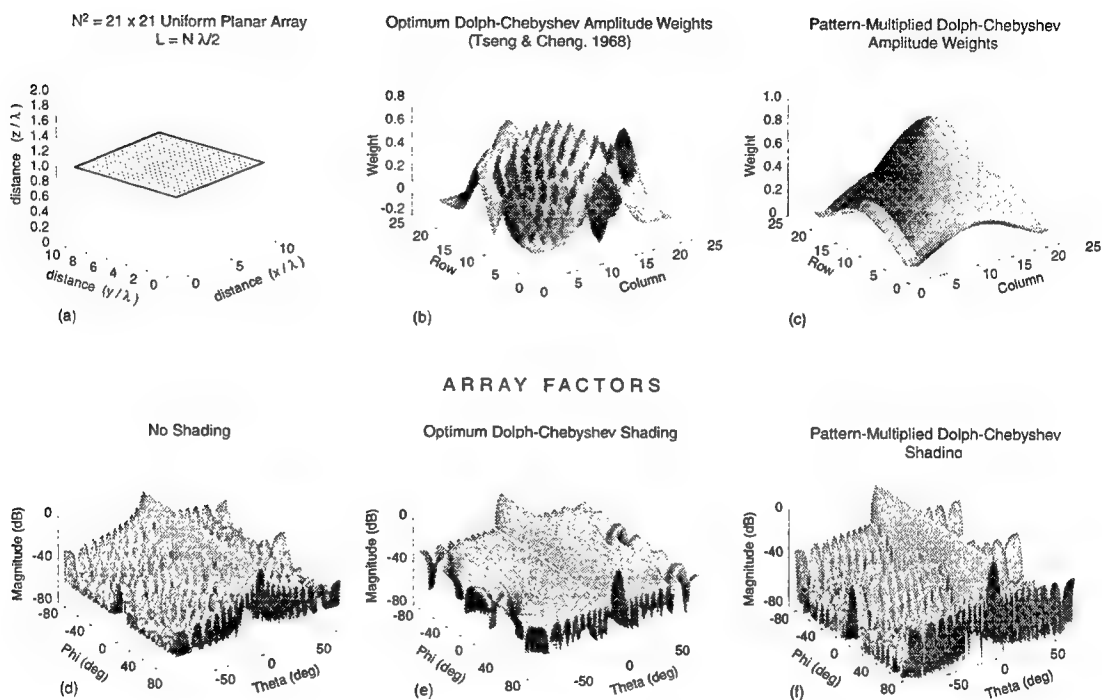 N² = 21 x 21 Uniform Planar Array
L = N λ/2
distance (z/λ)
2.0
1.8
1.6
1.4
1.2
1.0
0.8
0.6
0.4
0.2
0
10
8
6
4
2
0
distance (y/λ)
0
5
10
distance (x/λ)
(a)
Optimum Dolph-Chebyshev Amplitude Weights
(Tseng & Cheng, 1968)
Weight
0.8
0.6
0.4
0.2
0
-0.2
25
20
15
10
5
0
Row
0
5
10
15
20
25
Column
(b)
Pattern-Multiplied Dolph-Chebyshev
Amplitude Weights
Weight
1.0
0.8
0.6
0.4
0.2
0
20
15
10
5
0
Row
0
5
10
15
20
25
Column
(c)
ARRAY FACTORS
No Shading
Magnitude (dB)
0
-40
-80
-40
0
40
80
Phi (deg)
-50
0
50
Theta (deg)
(d)
Optimum Dolph-Chebyshev Shading
Magnitude (dB)
0
-40
-80
-40
0
40
80
Phi (deg)
-50
0
50
Theta (deg)
(e)
Pattern-Multiplied Dolph-Chebyshev
Shading
Magnitude (dB)
0
-40
-80
-40
0
40
80
Phi (deg)
-50
0
50
Theta (deg)
(f)